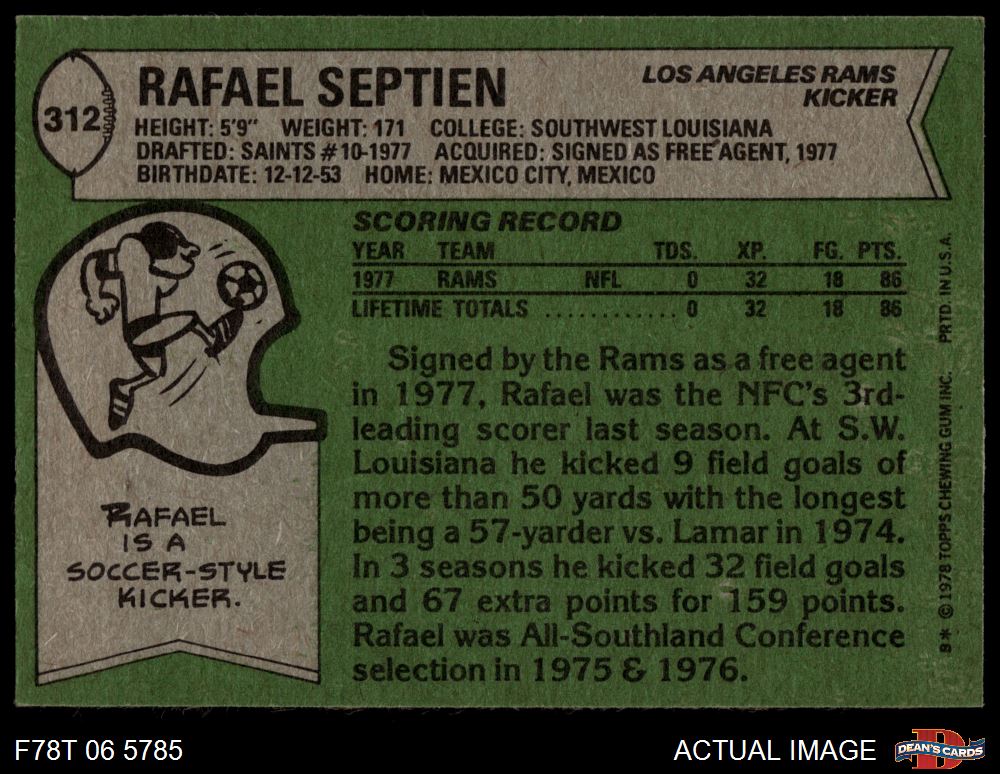 312
RAFAEL SEPTIEN
LOS ANGELES RAMS
KICKER
HEIGHT: 5'9" WEIGHT: 171 COLLEGE: SOUTHWEST LOUISIANA
DRAFTED: SAINTS #10-1977 ACQUIRED: SIGNED AS FREE AGENT, 1977
BIRTHDATE: 12-12-53 HOME: MEXICO CITY, MEXICO
SCORING RECORD
YEAR TEAM TDS. XP. FG. PTS.
1977 RAMS NFL 0 32 18 86
LIFETIME TOTALS ............ 0 32 18 86
Signed by the Rams as a free agent
in 1977, Rafael was the NFC's 3rd-
leading scorer last season. At S.W.
Louisiana he kicked 9 field goals of
more than 50 yards with the longest
being a 57-yarder vs. Lamar in 1974.
In 3 seasons he kicked 32 field goals
and 67 extra points for 159 points.
Rafael was All-Southland Conference
selection in 1975 & 1976.
RAFAEL
IS A
SOCCER-STYLE
KICKER.
8* © 1978 TOPPS CHEWING GUM INC. PRTD. IN U.S.A.
F78T 06 5785
ACTUAL IMAGE
D
DEAN'S CARDS